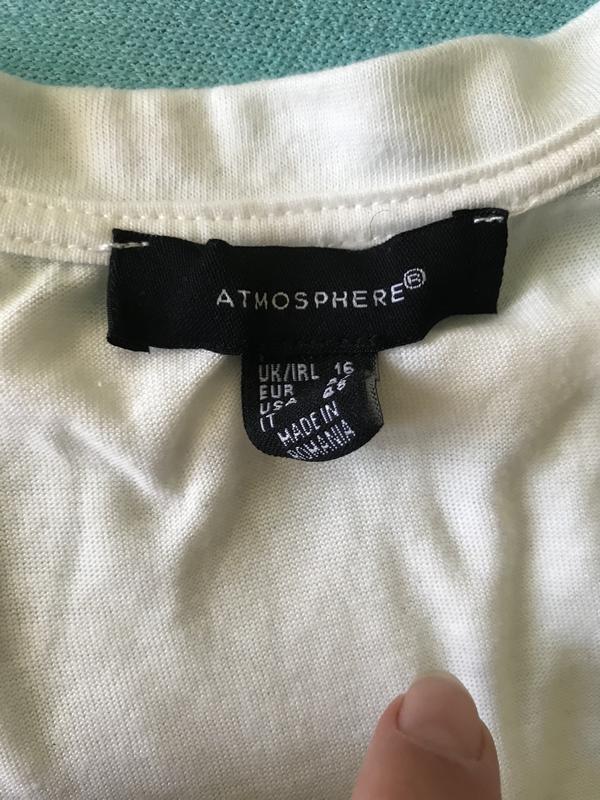 ATMOSPHERE®
UK/IRL 16
EUR
USA
IT
MADE IN
ROMANIA